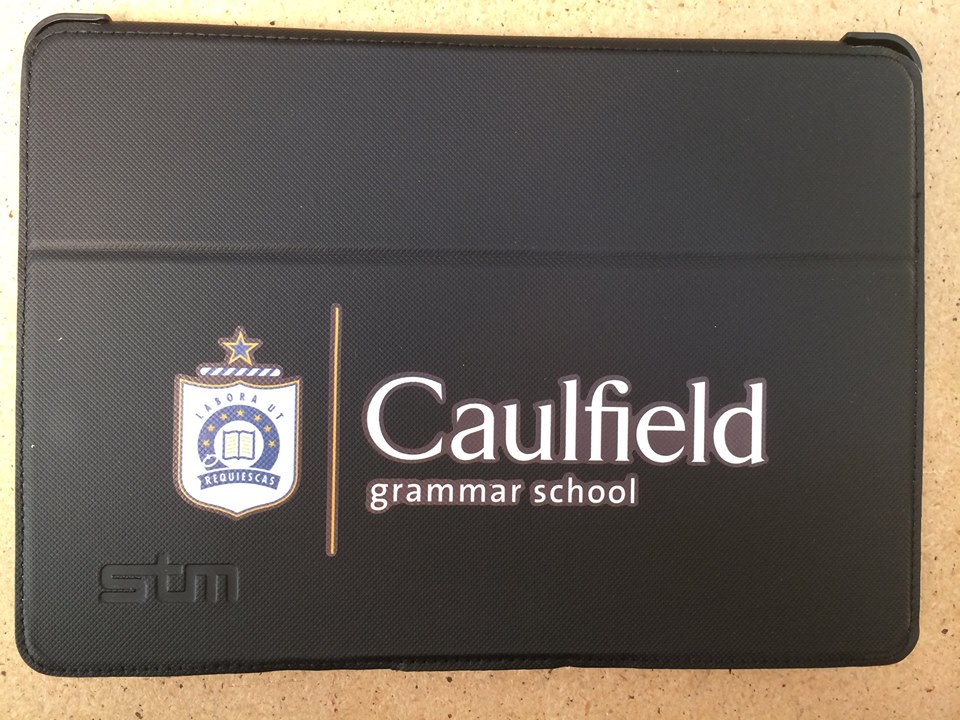 LABORA UT
REQUIESCAS
Caulfield
grammar school
stm